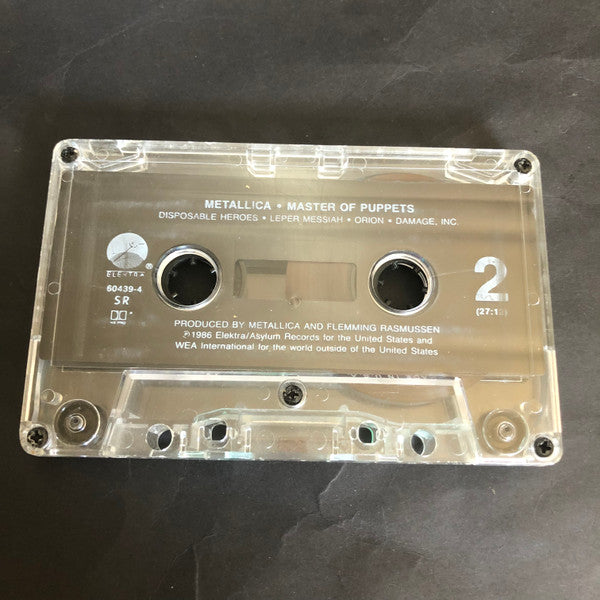 METALLICA • MASTER OF PUPPETS
DISPOSABLE HEROES • LEPER MESSIAH • ORION • DAMAGE, INC.
ELEKTRA ®
60439-4
SR
2
PRODUCED BY METALLICA AND FLEMMING RASMUSSEN
℗1986 Elektra/Asylum Records for the United States and
WEA International for the world outside of the United States